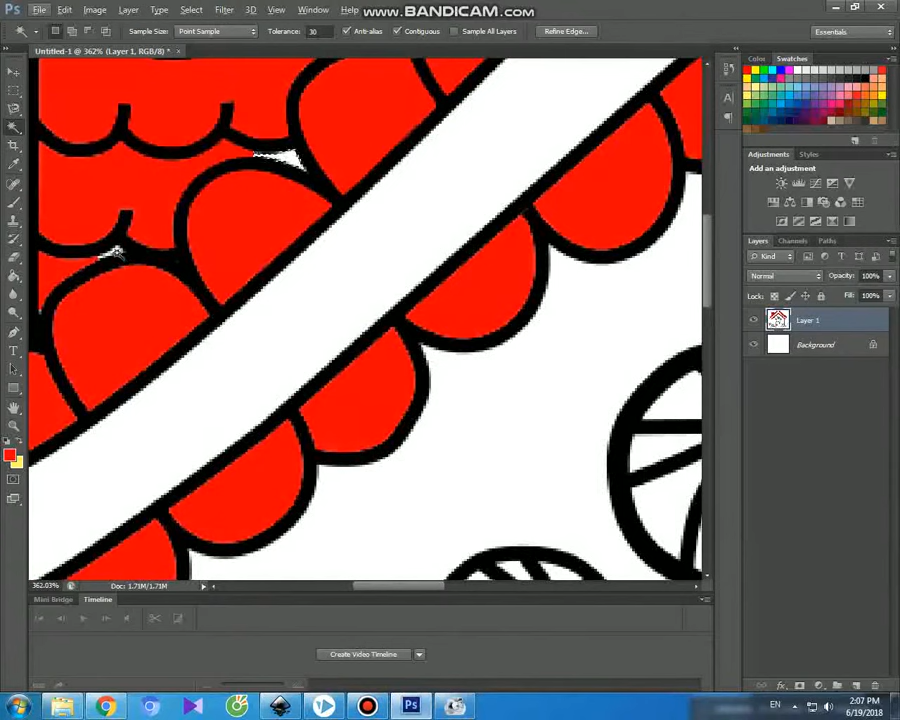 Ps File Edit Image Layer Type Select Filter 3D View Window Help www.BANDICAM.com
Sample Size: Point Sample Tolerance: 30 Anti-alias Contiguous Sample All Layers Refine Edge... Essentials
Untitled-1 @ 362% (Layer 1, RGB/8) * ×
Color Swatches
Adjustments Styles
Add an adjustment
Layers Channels Paths
Kind
Normal Opacity: 100%
Lock: Fill: 100%
Layer 1
Background
362.03% Doc: 1.71M/1.71M
Mini Bridge Timeline
Create Video Timeline
Ps EN 2:07 PM
6/19/2018